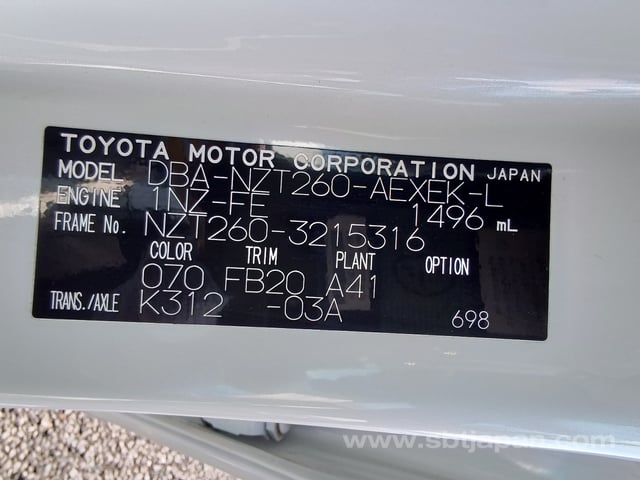 TOYOTA MOTOR CORPORATION JAPAN
MODEL DBA-NZT260-AEXEK-L
ENGINE 1NZ-FE 1496 mL
FRAME No. NZT260-3215316
COLOR TRIM PLANT OPTION
070 FB20 A41
TRANS./AXLE K312 -03A
698
www.sbtjapan.com